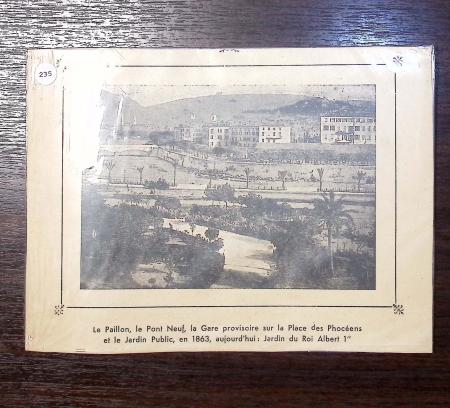 235
Le Paillon, le Pont Neuf, la Gare provisoire sur la Place des Phocéens
et le Jardin Public, en 1863, aujourd'hui: Jardin du Roi Albert 1er